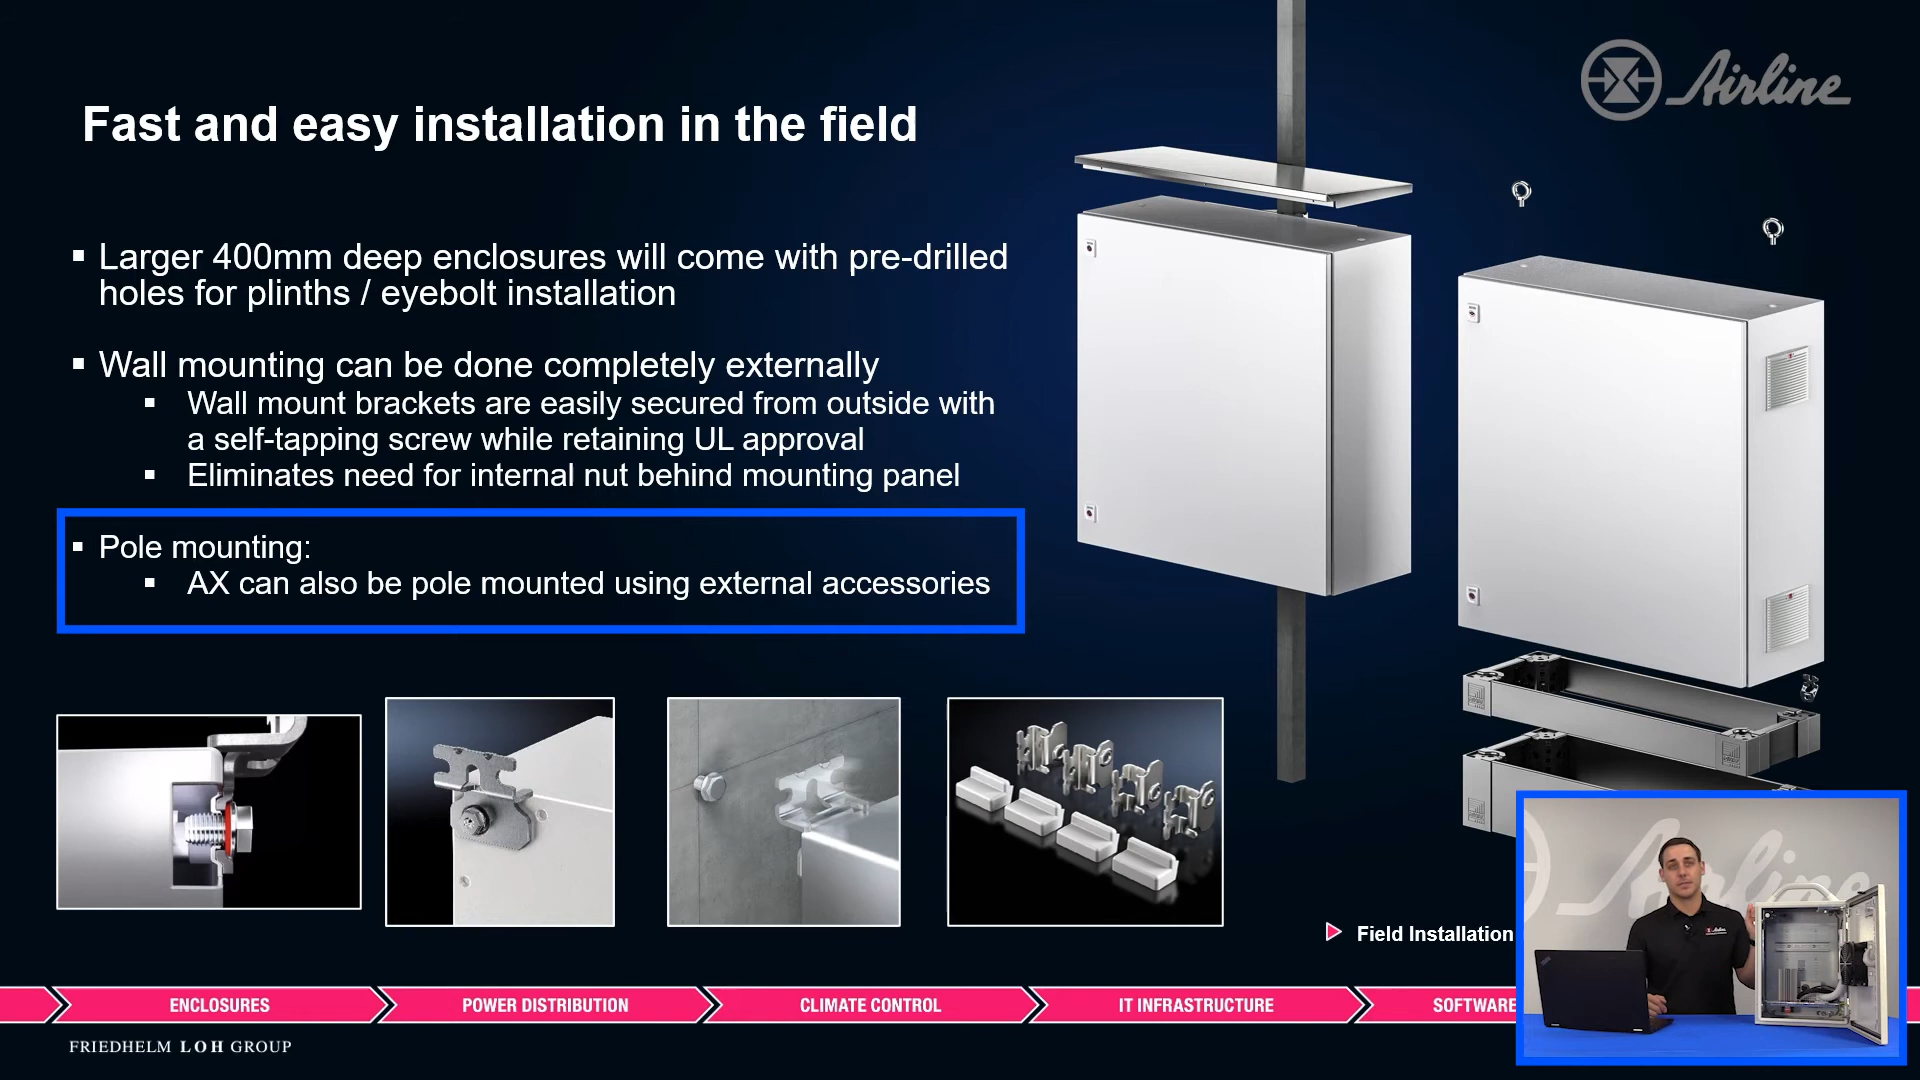 Airline
Fast and easy installation in the field
▪ Larger 400mm deep enclosures will come with pre-drilled
holes for plinths / eyebolt installation
▪ Wall mounting can be done completely externally
▪ Wall mount brackets are easily secured from outside with
a self-tapping screw while retaining UL approval
▪ Eliminates need for internal nut behind mounting panel
▪ Pole mounting:
▪ AX can also be pole mounted using external accessories
Field Installation
Airline
Airline
ENCLOSURES
POWER DISTRIBUTION
CLIMATE CONTROL
IT INFRASTRUCTURE
SOFTWARE
FRIEDHELM LOH GROUP